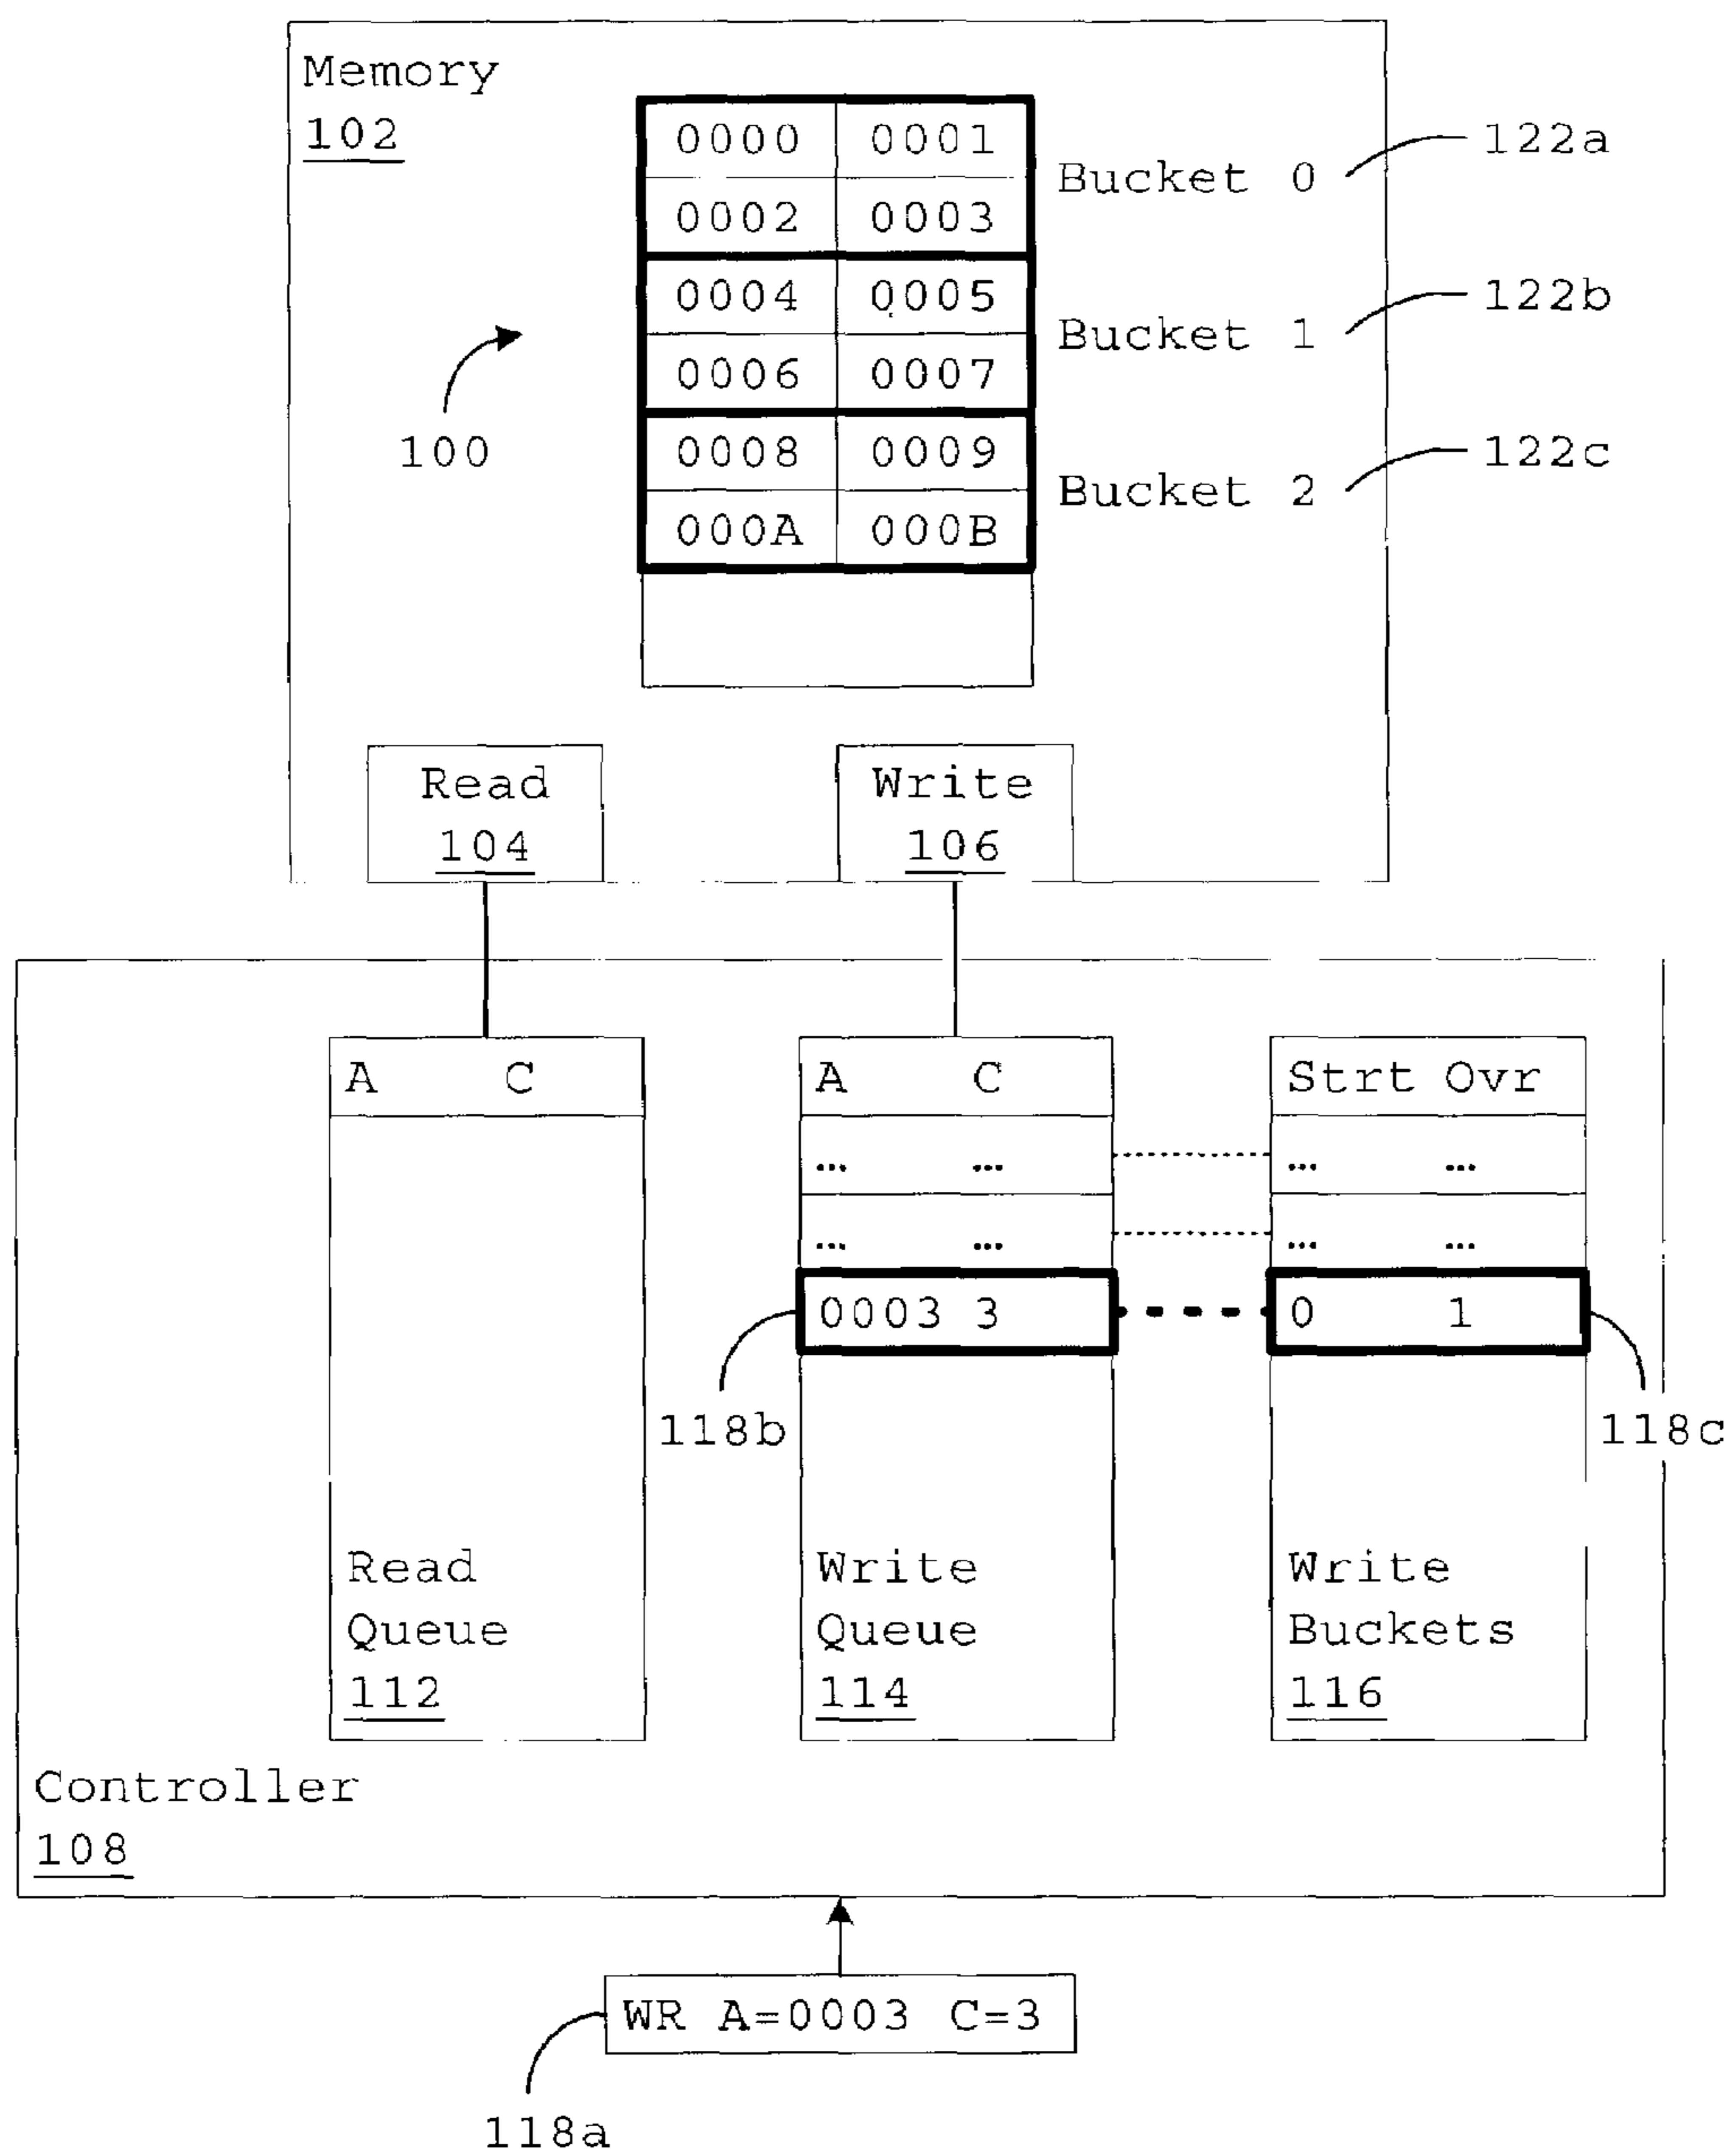 Memory
102
0000 0001
0002 0003
Bucket 0
122a
0004 0005
0006 0007
Bucket 1
122b
100
0008 0009
000A 000B
Bucket 2
122c
Read
104
Write
106
A C
A C
Strt Ovr
... ...
... ...
... ...
... ...
0003 3
0 1
118b
118c
Read
Queue
112
Write
Queue
114
Write
Buckets
116
Controller
108
WR A=0003 C=3
118a